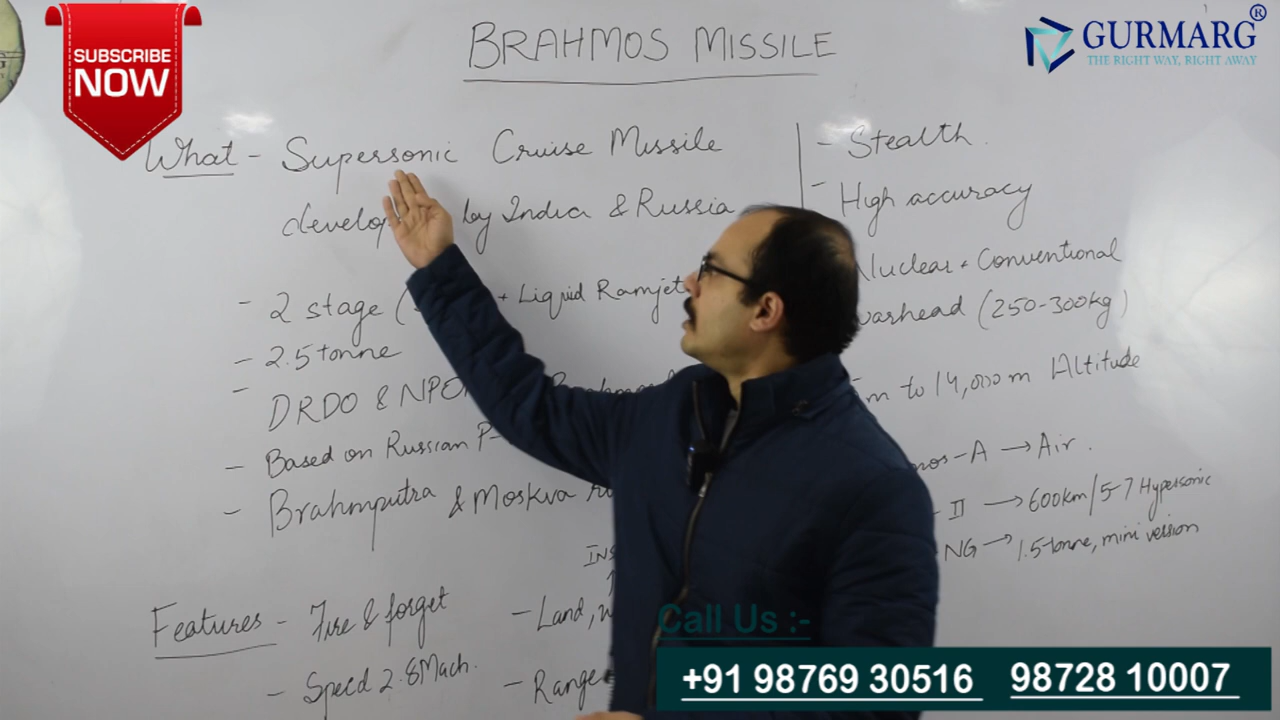 SUBSCRIBE
NOW
BRAHMOS MISSILE
GURMARG®
THE RIGHT WAY, RIGHT AWAY
What - Supersonic Cruise Missile
by India & Russia
- 2 stage ( + Liquid Ramjet
- 2.5 tonne
- DRDO & NPO
- Based on Russian P-
- Brahmputra & Moskva
INS
Features - Fire & forget
- Speed 2.8 Mach.
- Land,
- Range
- Stealth.
- High accuracy
Nuclear + Conventional
warhead (250-300kg)
m to 14,000m Altitude
mos-A → Air.
- II → 600km/5-7 Hypersonic
NG → 1.5-tonne, mini version
Call Us :-
+91 98769 30516 98728 10007